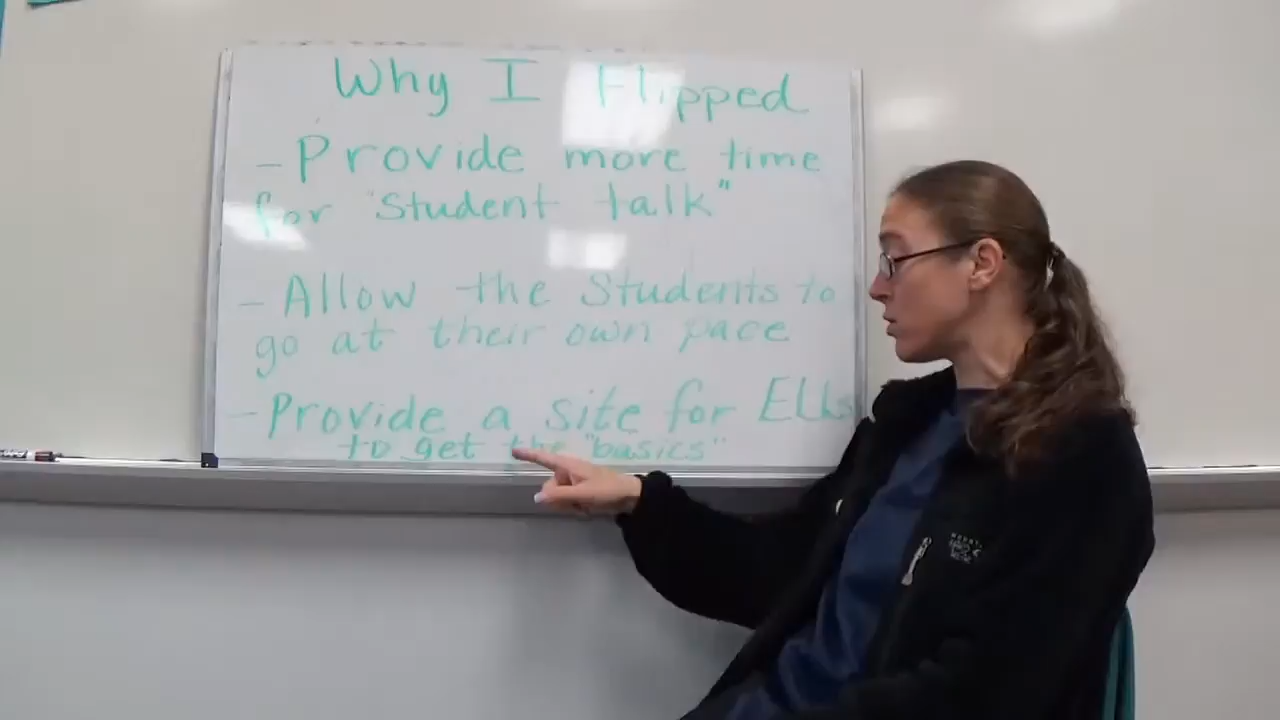 Why I Flipped
- Provide more time
for "Student talk"
- Allow the Students to
go at their own pace
- Provide a site for ELLs
to get the "basics"